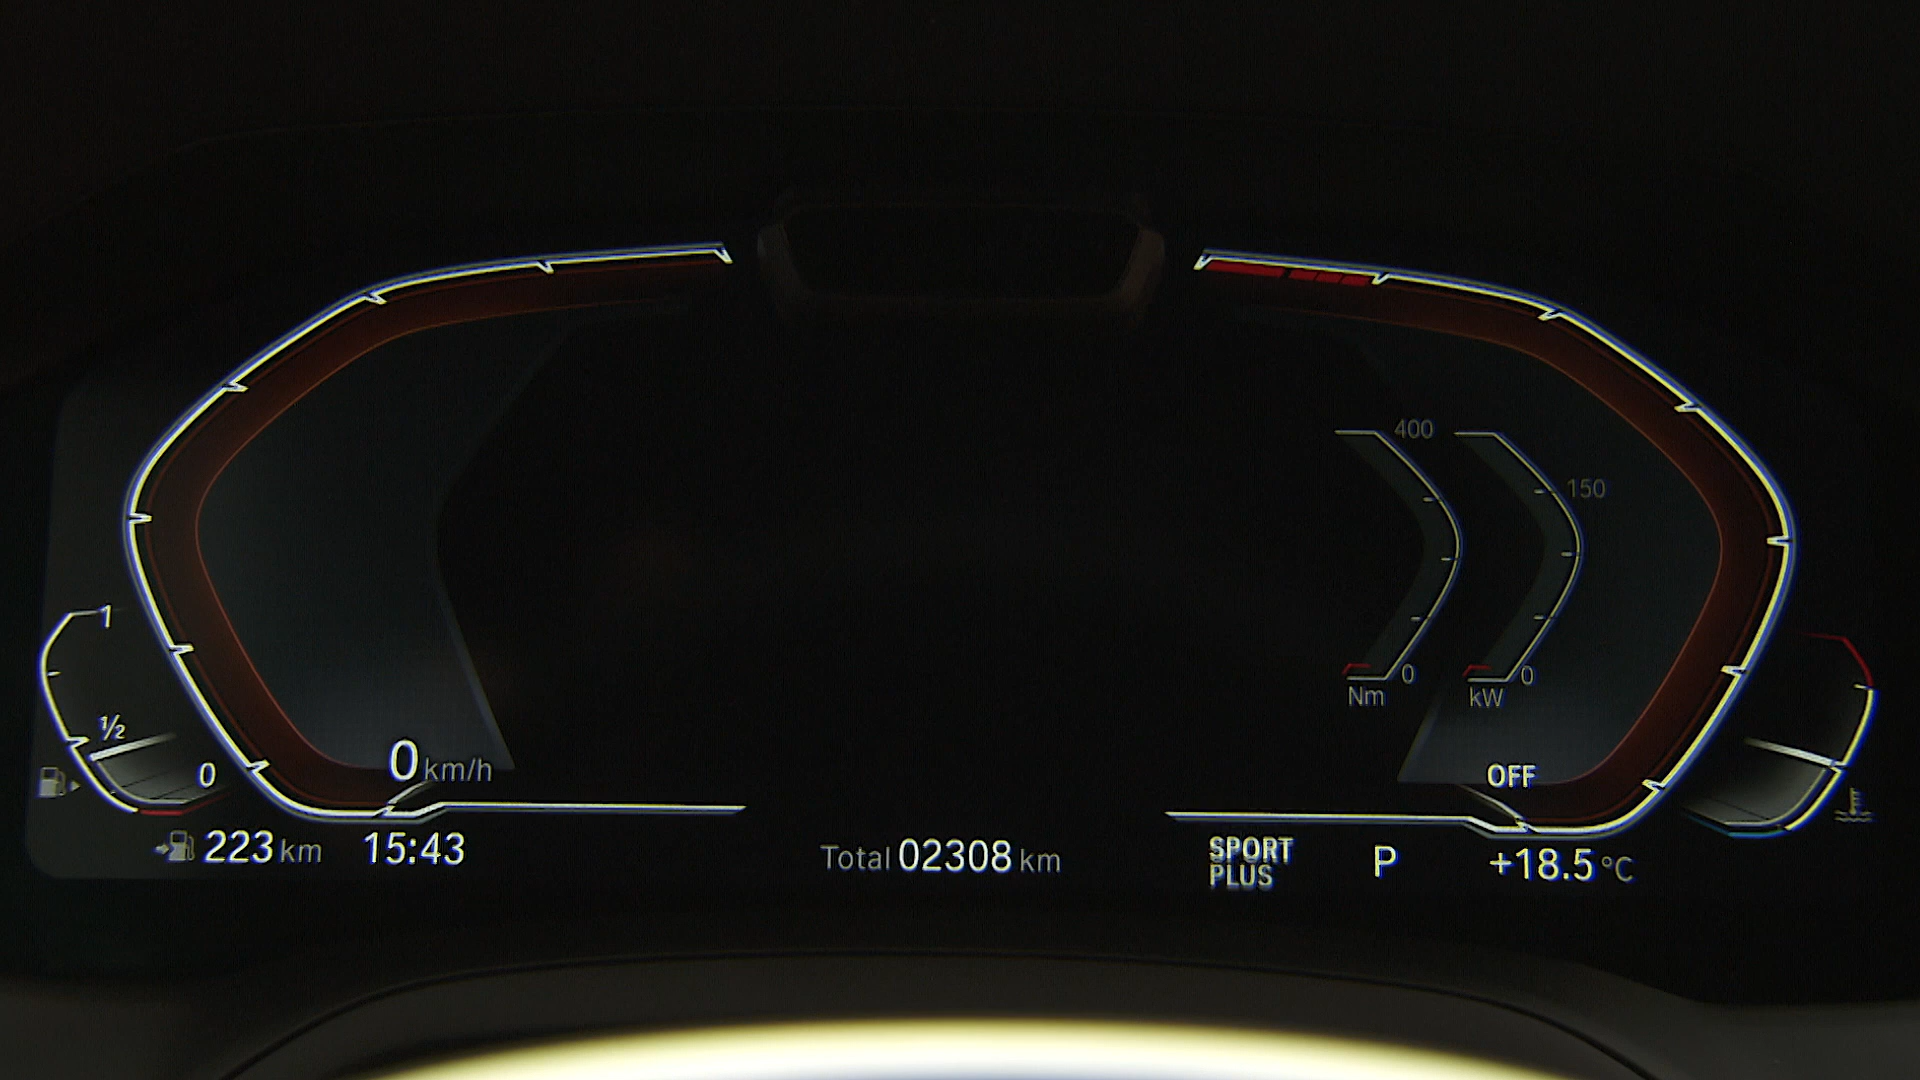 400
150
1
0
0
Nm
kW
½
0
0 km/h
OFF
223 km
15:43
Total 02308 km
SPORT
PLUS
P
+18.5 °C